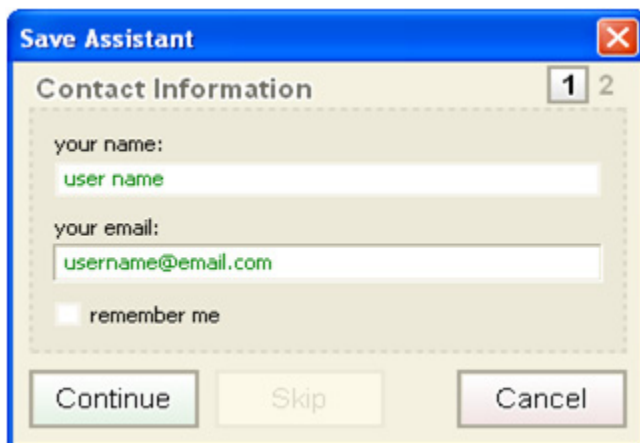 Save Assistant
Contact Information
1 2
your name:
user name
your email:
username@email.com
remember me
Continue Skip Cancel